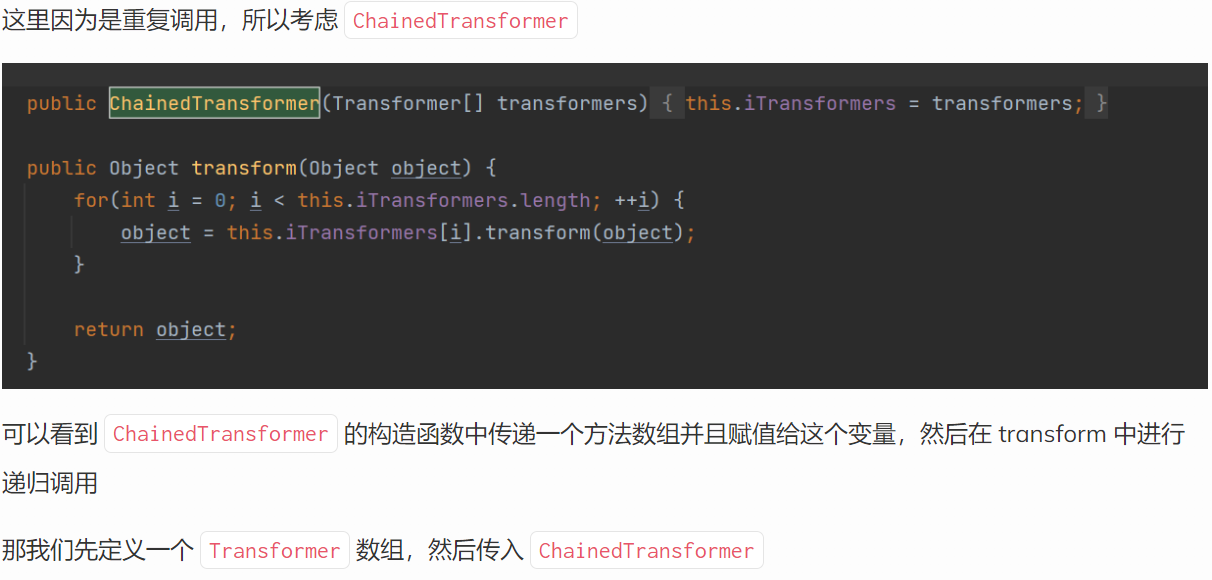 这里因为是重复调用，所以考虑 ChainedTransformer
public ChainedTransformer(Transformer[] transformers) { this.iTransformers = transformers; }
public Object transform(Object object) {
for(int i = 0; i < this.iTransformers.length; ++i) {
object = this.iTransformers[i].transform(object);
}
return object;
}
可以看到 ChainedTransformer 的构造函数中传递一个方法数组并且赋值给这个变量，然后在 transform 中进行
递归调用
那我们先定义一个 Transformer 数组，然后传入 ChainedTransformer